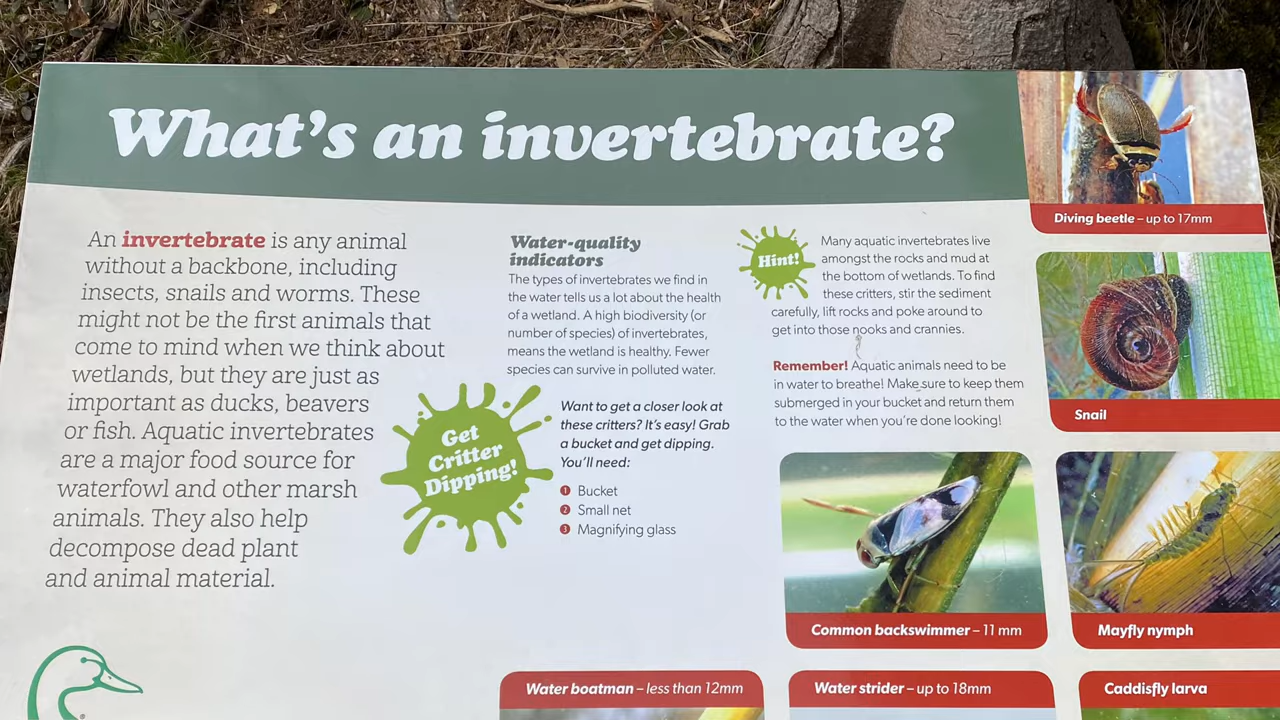 What's an invertebrate?
An invertebrate is any animal
without a backbone, including
insects, snails and worms. These
might not be the first animals that
come to mind when we think about
wetlands, but they are just as
important as ducks, beavers
or fish. Aquatic invertebrates
are a major food source for
waterfowl and other marsh
animals. They also help
decompose dead plant
and animal material.
Water-quality
indicators
The types of invertebrates we find in
the water tells us a lot about the health
of a wetland. A high biodiversity (or
number of species) of invertebrates,
means the wetland is healthy. Fewer
species can survive in polluted water.
Get
Critter
Dipping!
Want to get a closer look at
these critters? It's easy! Grab
a bucket and get dipping.
You'll need:
1 Bucket
2 Small net
3 Magnifying glass
Hint!
Many aquatic invertebrates live
amongst the rocks and mud at
the bottom of wetlands. To find
these critters, stir the sediment
carefully, lift rocks and poke around to
get into those nooks and crannies.
Remember! Aquatic animals need to be
in water to breathe! Make sure to keep them
submerged in your bucket and return them
to the water when you're done looking!
Diving beetle – up to 17mm
Snail
Common backswimmer – 11 mm
Mayfly nymph
Water boatman – less than 12mm
Water strider – up to 18mm
Caddisfly larva
®